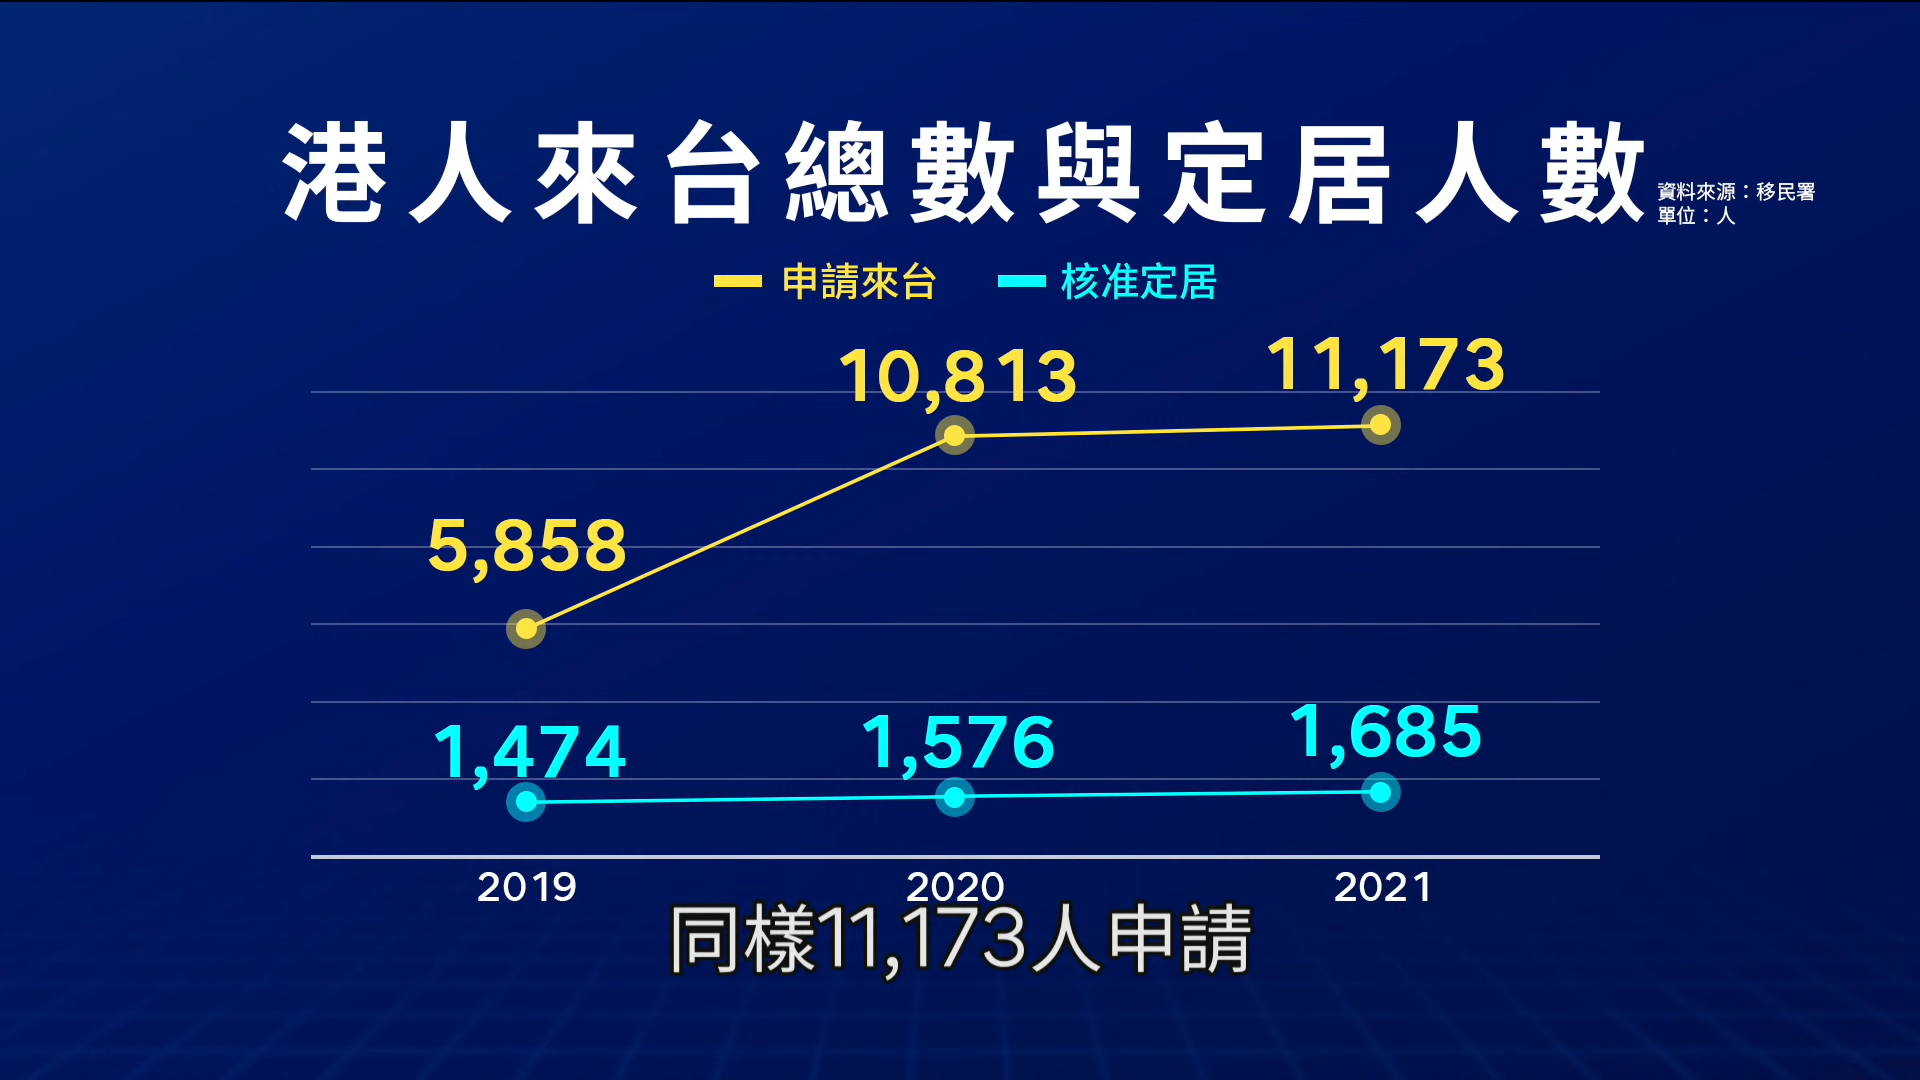 港人來台總數與定居人數
資料來源：移民署
單位：人
申請來台 核准定居
10,813 11,173
5,858
1,474 1,576 1,685
2019 2020 2021
同樣11,173人申請